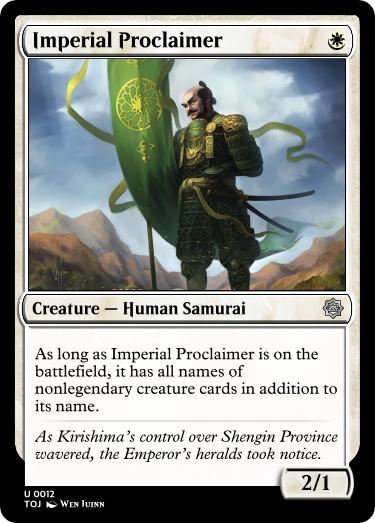 Imperial Proclaimer
Creature — Human Samurai
As long as Imperial Proclaimer is on the
battlefield, it has all names of
nonlegendary creature cards in addition to
its name.
As Kirishima's control over Shengin Province
wavered, the Emperor's heralds took notice.
2/1
U 0012
TOJ Wen Juinn